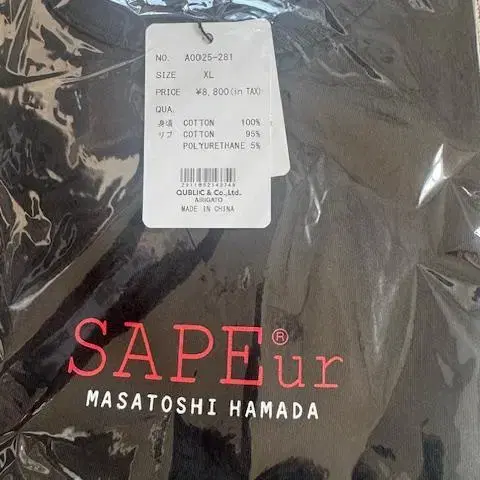 NO. A0025-281
SIZE XL
PRICE ¥8,800(in TAX)
QUA.
身頃 COTTON 100%
リブ COTTON 95%
POLYURETHANE 5%
QUBLIC & Co.,Ltd.
MADE IN CHINA
SAPEur®
MASATOSHI HAMADA